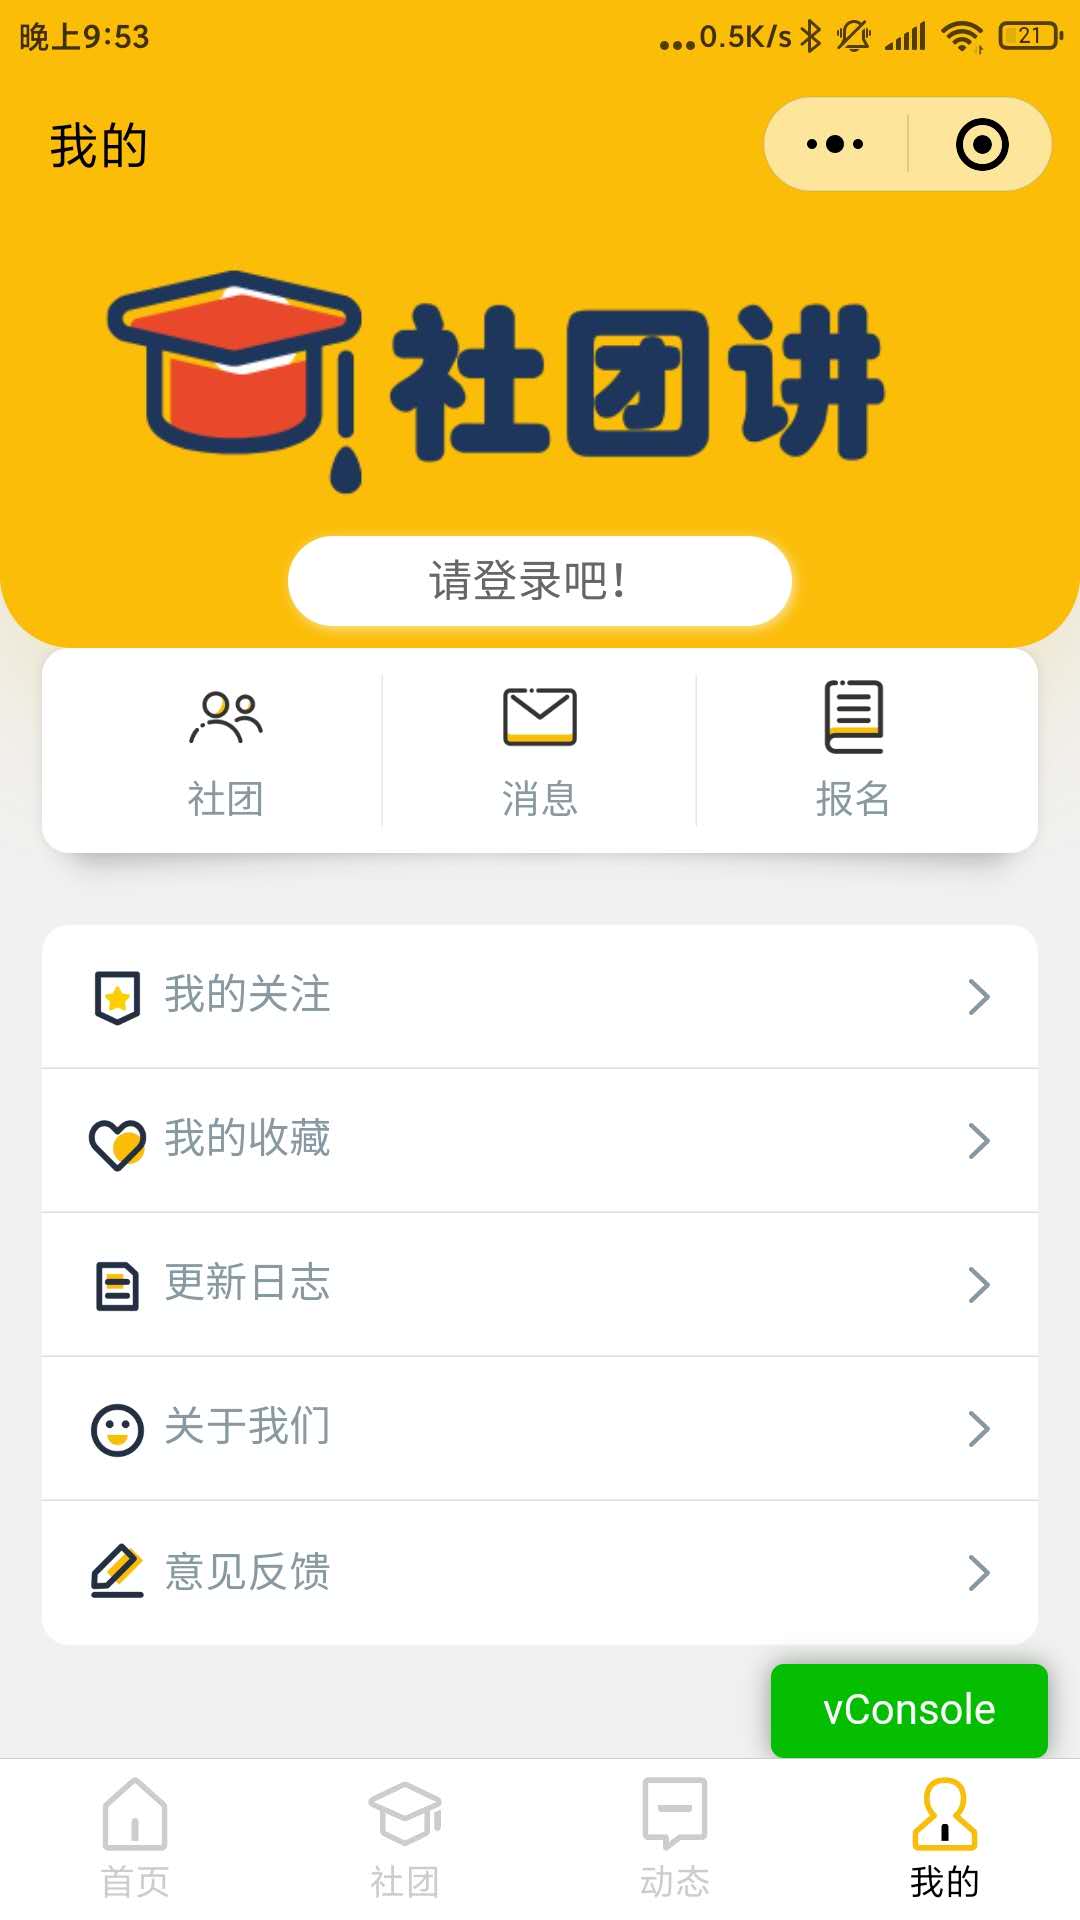 晚上9:53
...0.5K/s
21
我的
社团讲
请登录吧!
社团
消息
报名
我的关注
我的收藏
更新日志
关于我们
意见反馈
vConsole
首页
社团
动态
我的